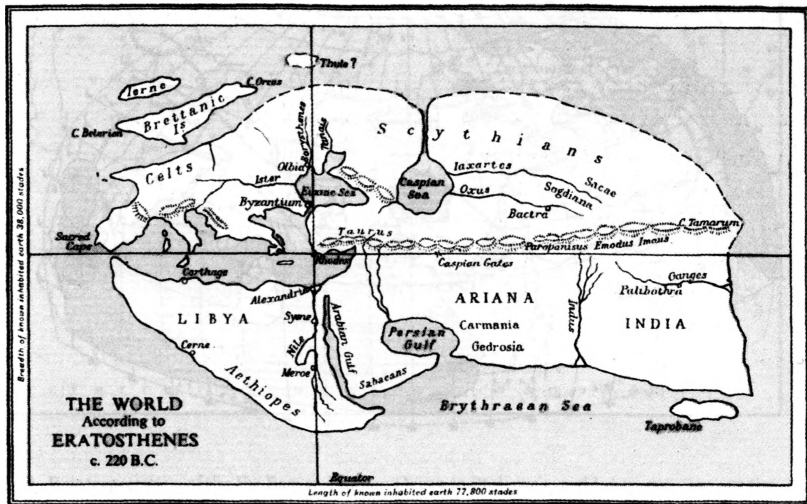 Thule?
Ierne
C. Orcas
Brettanic
Is
C. Belerion
Scythians
Borysthenes
Tanais
Celts
Olbia
Ister
Euxine Sea
Caspian
Sea
Iaxartes
Sacae
Sogdiana
Oxus
Byzantium
Bactra
C. Tamarum
Sacred
Cape
Taurus
Paropanisus Emodus Imaus
Rhodes
Carthage
Caspian Gates
Ganges
Palibothra
Alexandria
ARIANA
LIBYA
Syene
Arabian Gulf
Persian
Gulf
Carmania
Indus
INDIA
Cerne
Nile
Gedrosia
Meroe
Sabaeans
Aethiopes
THE WORLD
According to
ERATOSTHENES
c. 220 B.C.
Erythraean Sea
Taprobane
Equator
Length of known inhabited earth 77,800 stades
Breadth of known inhabited earth 38,000 stades